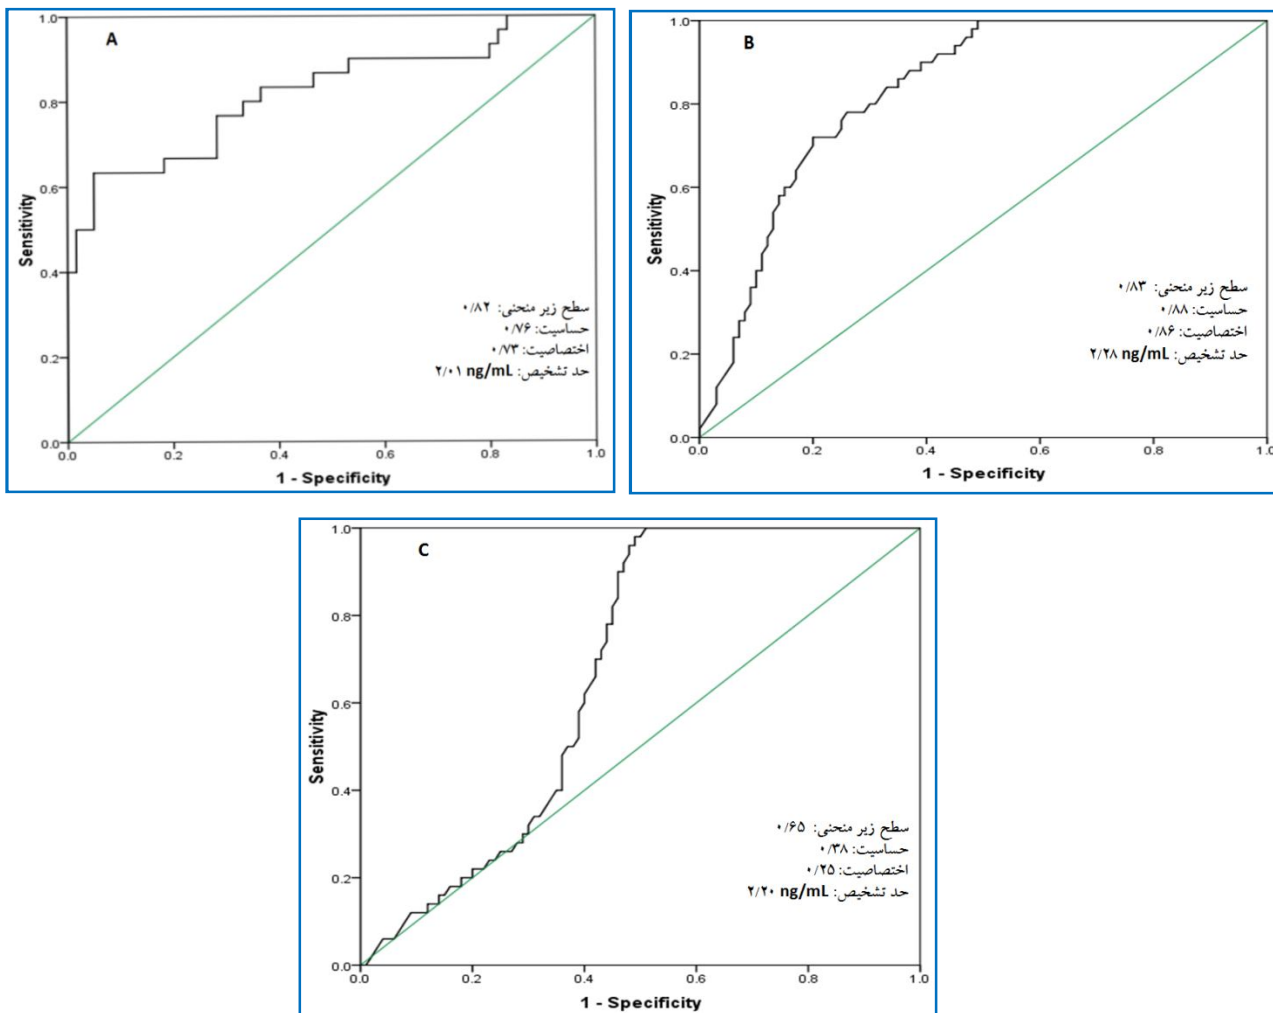 A
1.0
0.8
0.6
0.4
0.2
0.0
Sensitivity
0.0
0.2
0.4
0.6
0.8
1.0
1 - Specificity
سطح زیر منحنی: ۰/۸۲
حساسیت: ۰/۷۶
اختصاصیت: ۰/۷۳
حد تشخیص: ۲/۰۱ ng/mL
B
1.0
0.8
0.6
0.4
0.2
0.0
Sensitivity
0.0
0.2
0.4
0.6
0.8
1.0
1 - Specificity
سطح زیر منحنی: ۰/۸۳
حساسیت: ۰/۸۸
اختصاصیت: ۰/۸۶
حد تشخیص: ۲/۲۸ ng/mL
C
1.0
0.8
0.6
0.4
0.2
0.0
Sensitivity
0.0
0.2
0.4
0.6
0.8
1.0
1 - Specificity
سطح زیر منحنی: ۰/۶۵
حساسیت: ۰/۳۸
اختصاصیت: ۰/۲۵
حد تشخیص: ۲/۲۰ ng/mL